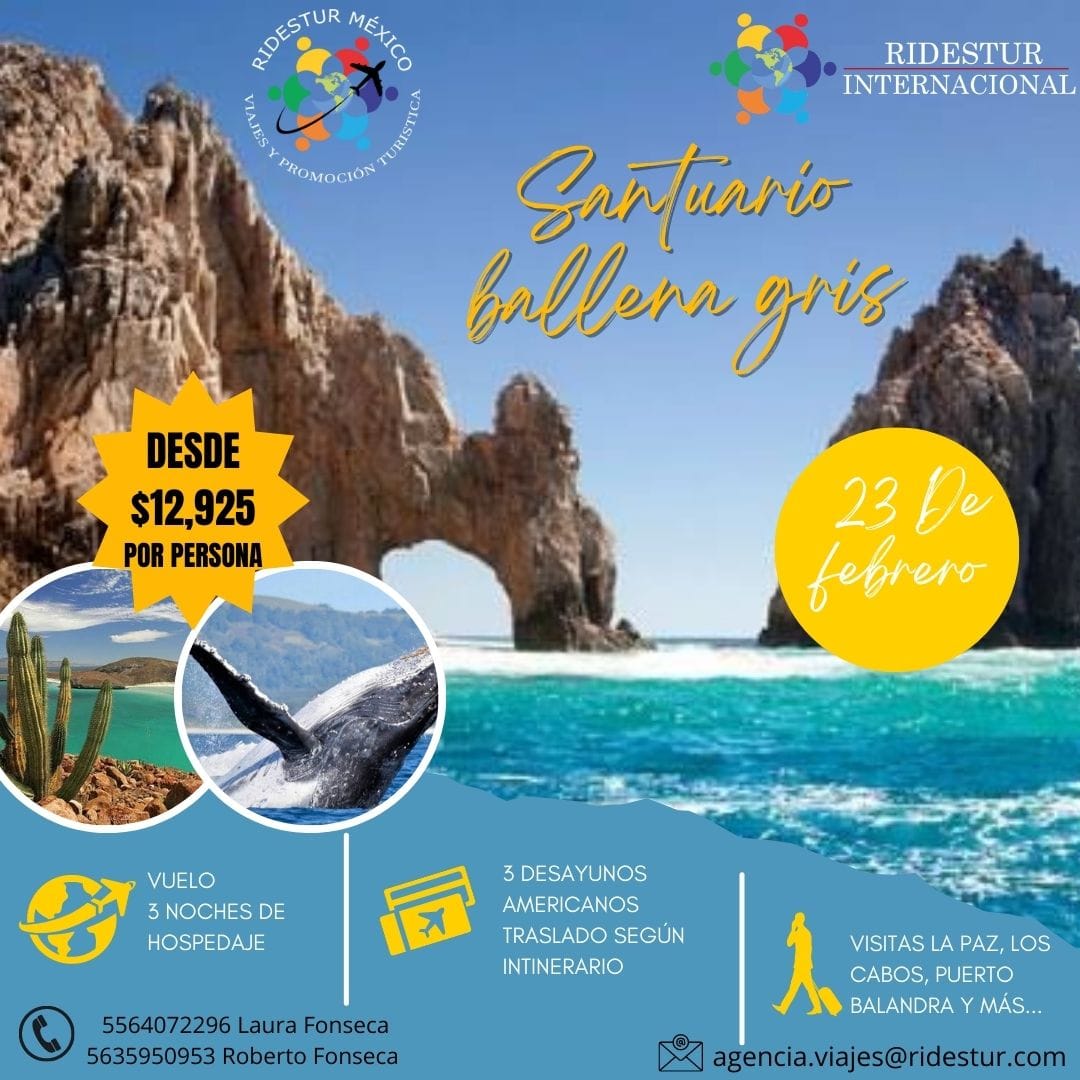 RIDESTUR MÉXICO
VIAJES Y PROMOCIÓN TURISTICA
RIDESTUR
INTERNACIONAL
Santuario
ballena gris
DESDE
$12,925
POR PERSONA
23 De
febrero
VUELO
3 NOCHES DE
HOSPEDAJE
3 DESAYUNOS
AMERICANOS
TRASLADO SEGÚN
INTINERARIO
VISITAS LA PAZ, LOS
CABOS, PUERTO
BALANDRA Y MÁS...
5564072296 Laura Fonseca
5635950953 Roberto Fonseca
agencia.viajes@ridestur.com